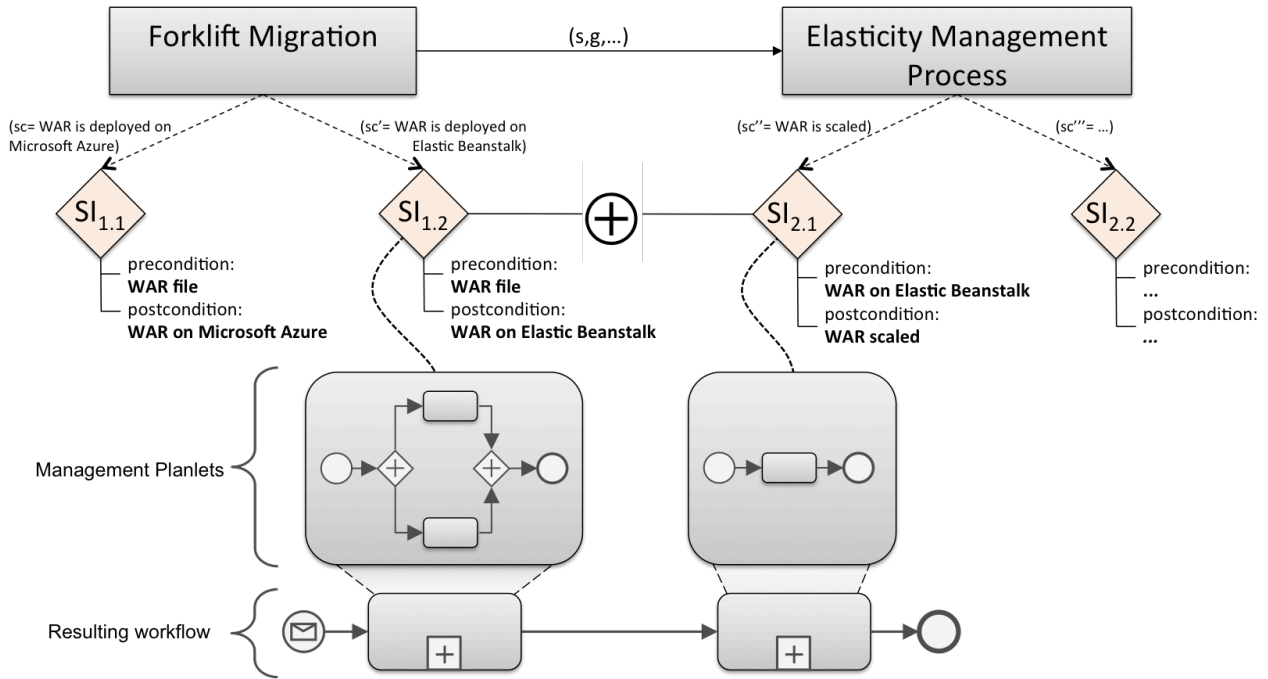 Forklift Migration
(s,g,...)
Elasticity Management
Process
(sc= WAR is deployed on
Microsoft Azure)
(sc'= WAR is deployed on
Elastic Beanstalk)
(sc''= WAR is scaled)
(sc'''= ...)
SI1.1
SI1.2
SI2.1
SI2.2
precondition:
WAR file
postcondition:
WAR on Microsoft Azure
precondition:
WAR file
postcondition:
WAR on Elastic Beanstalk
precondition:
WAR on Elastic Beanstalk
postcondition:
WAR scaled
precondition:
...
postcondition:
...
Management Planlets
Resulting workflow